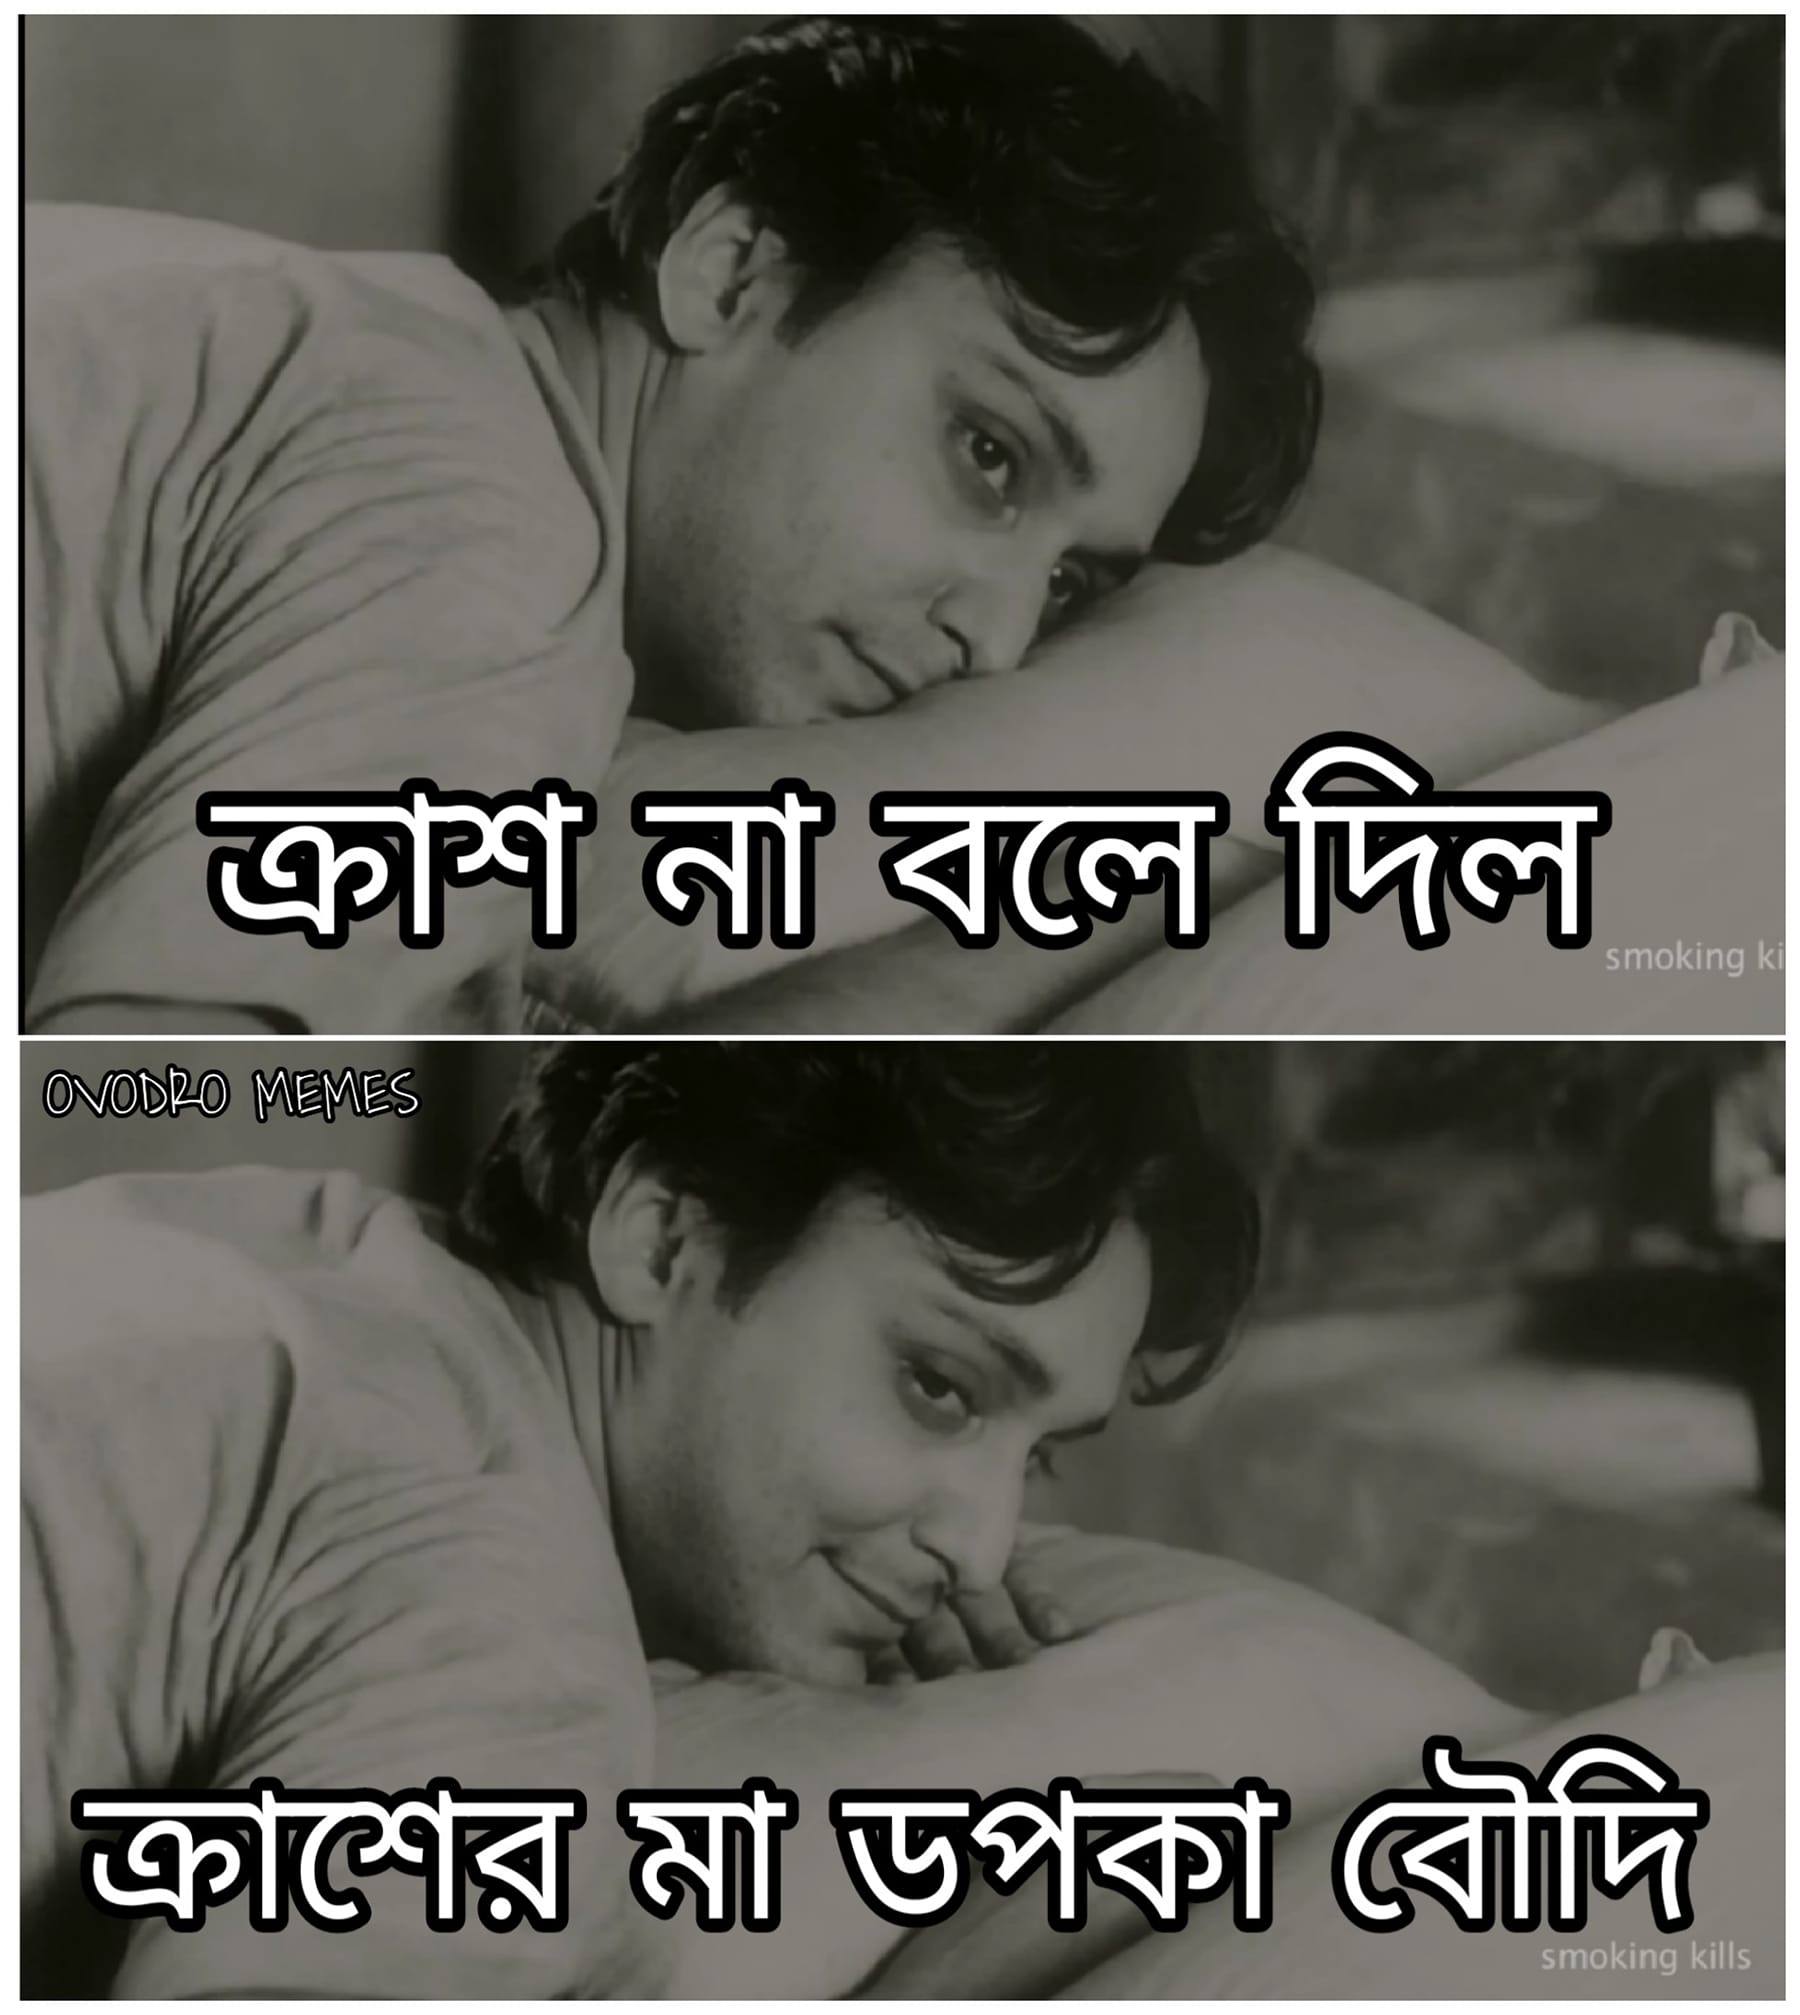 ক্রাশ না বলে দিল
smoking ki
OVODRO MEMES
ক্রাশের মা ডপকা বৌদি
smoking kills